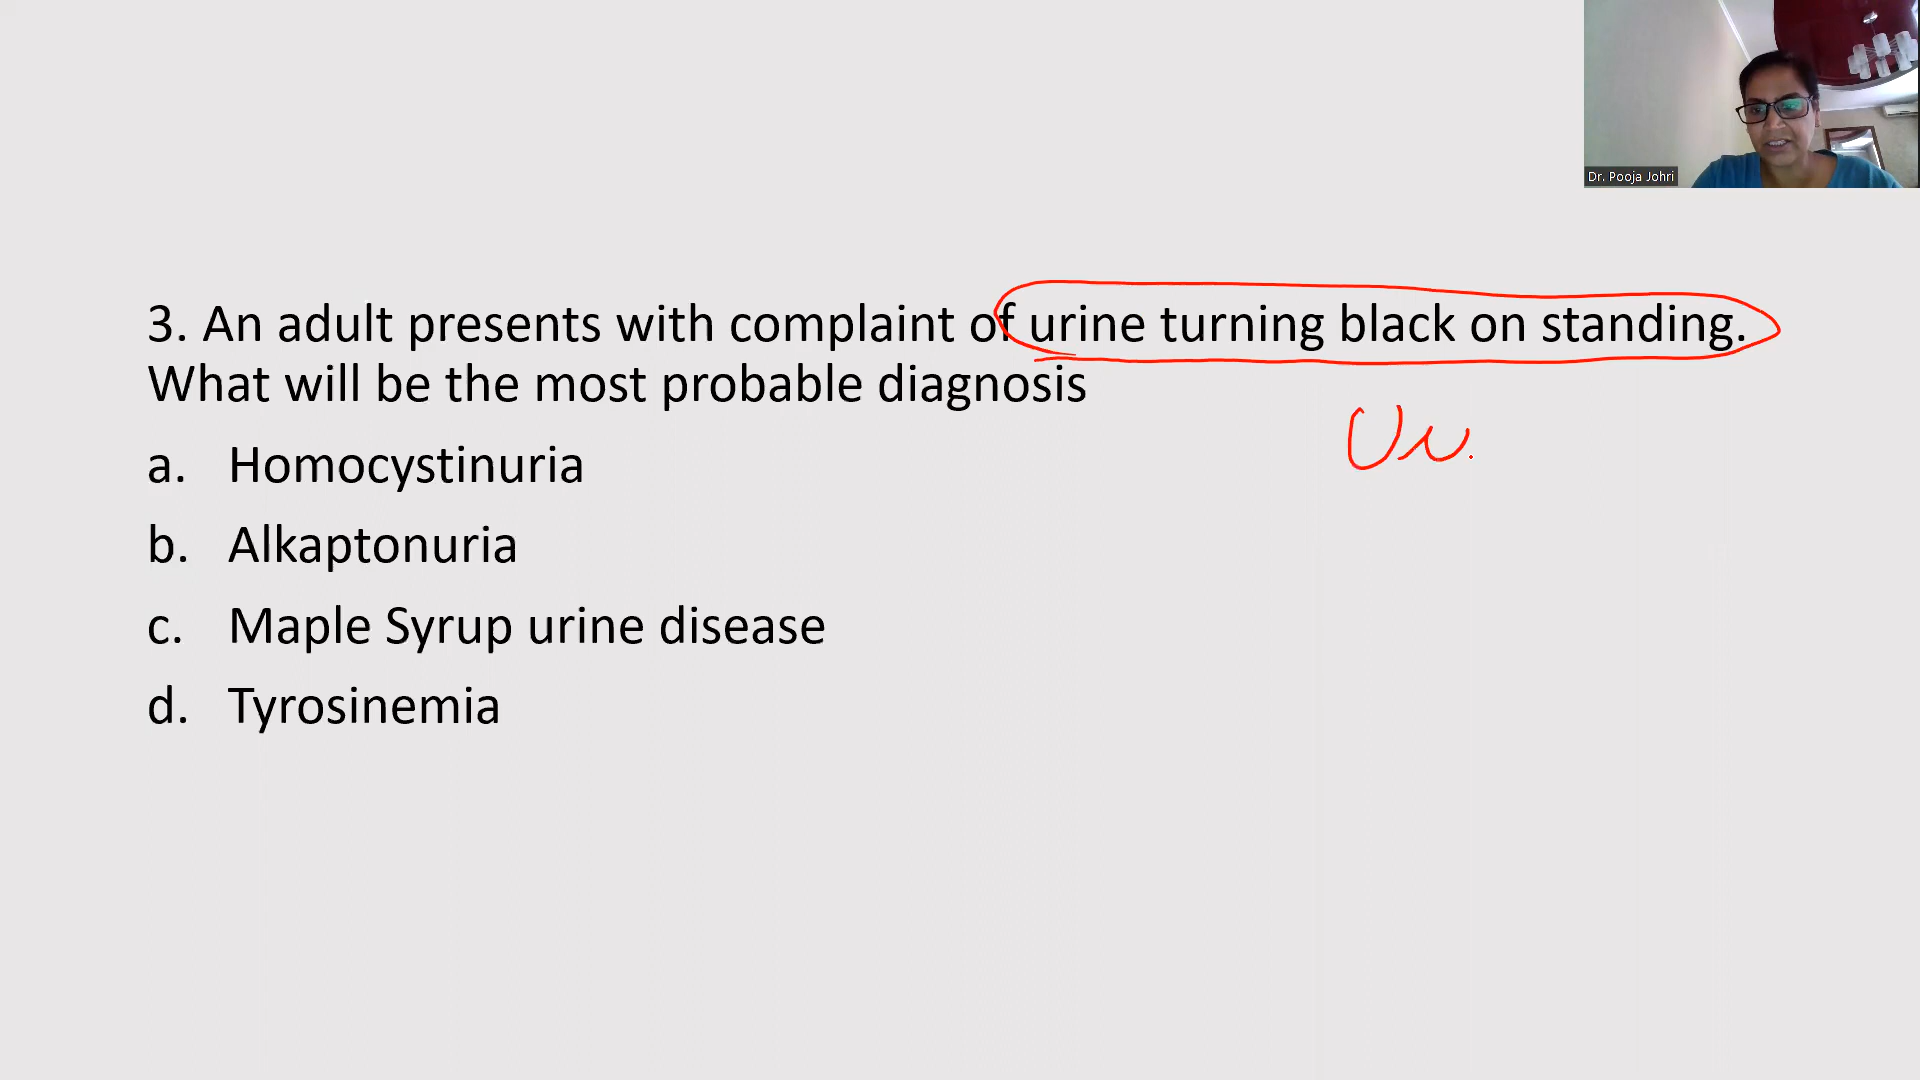 Dr. Pooja Johri
3. An adult presents with complaint of urine turning black on standing.
What will be the most probable diagnosis
a. Homocystinuria
b. Alkaptonuria
c. Maple Syrup urine disease
d. Tyrosinemia